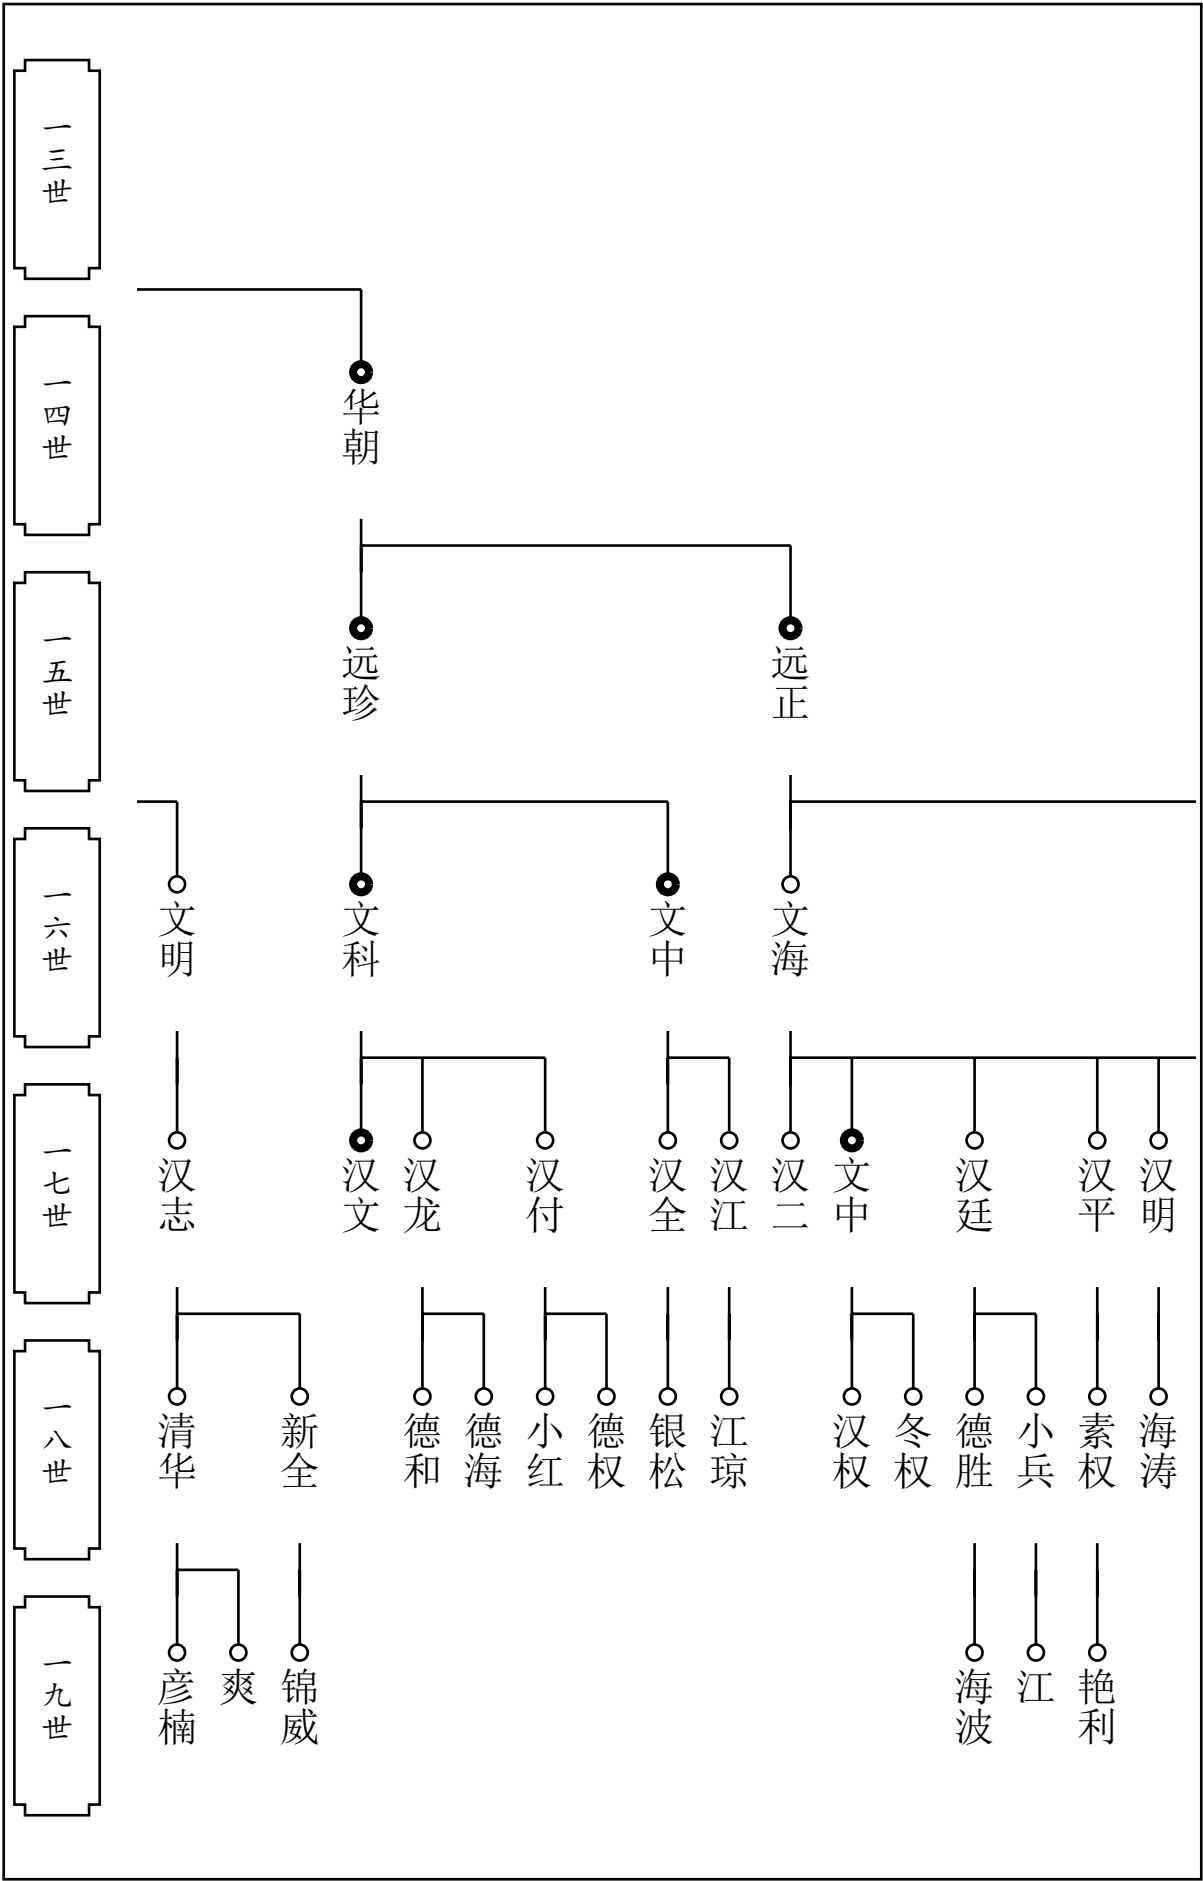 一三世
一四世
华朝
一五世
远珍
远正
一六世
文明
文科
文中
文海
一七世
汉志
汉文
汉龙
汉付
汉全
汉江
汉二
文中
汉廷
汉平
汉明
一八世
清华
新全
德和
德海
小红
德权
银松
江琼
汉权
冬权
德胜
小兵
素权
海涛
一九世
彦楠
爽
锦威
海波
江
艳利